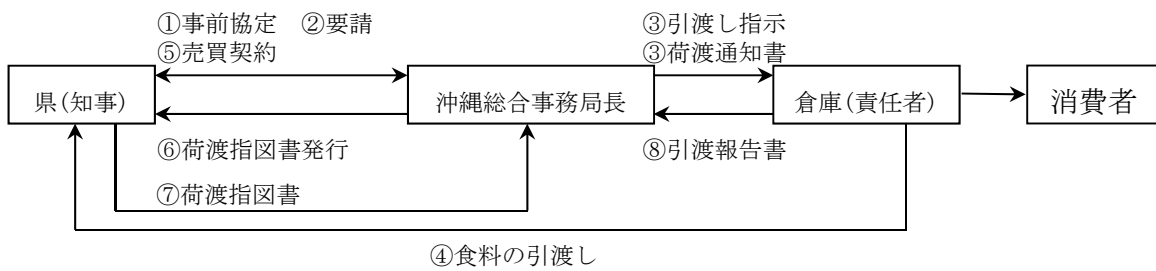 ①事前協定 ②要請
⑤売買契約
③引渡し指示
③荷渡通知書
県(知事)
沖縄総合事務局長
倉庫(責任者)
消費者
⑥荷渡指図書発行
⑧引渡報告書
⑦荷渡指図書
④食料の引渡し